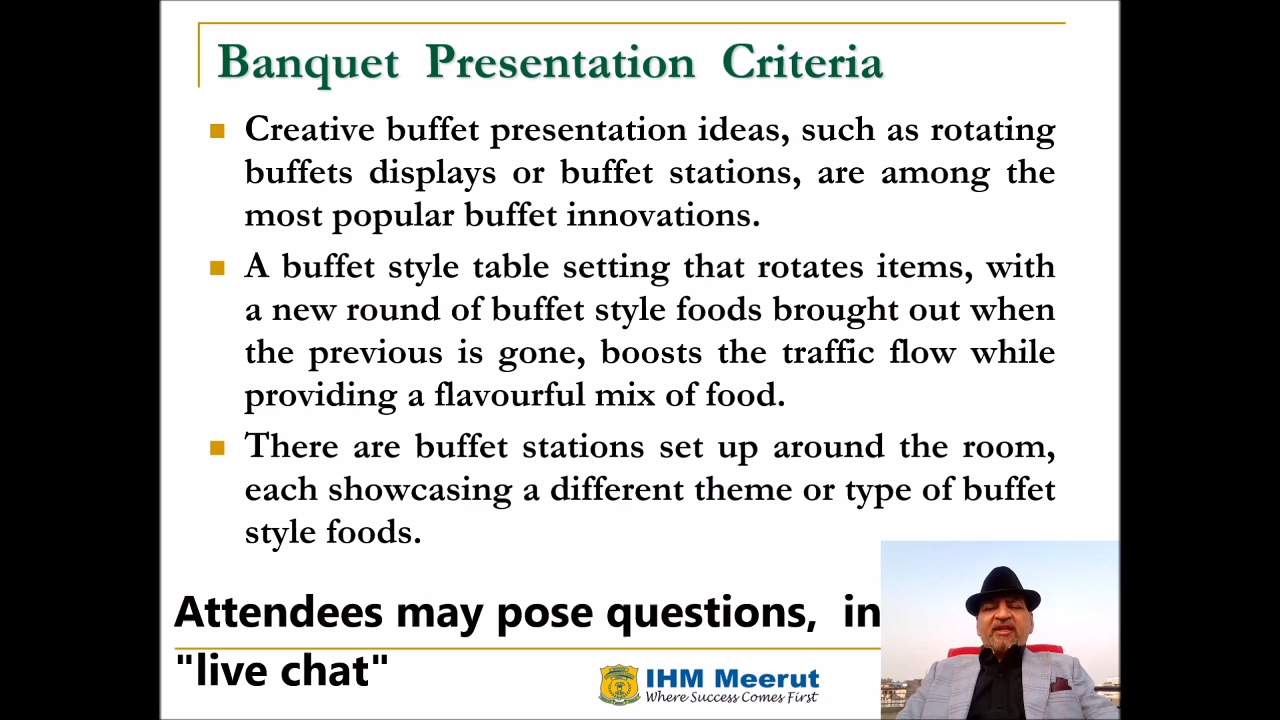 Banquet Presentation Criteria
Creative buffet presentation ideas, such as rotating
buffets displays or buffet stations, are among the
most popular buffet innovations.
A buffet style table setting that rotates items, with
a new round of buffet style foods brought out when
the previous is gone, boosts the traffic flow while
providing a flavourful mix of food.
There are buffet stations set up around the room,
each showcasing a different theme or type of buffet
style foods.
Attendees may pose questions, in
"live chat"
IHM Meerut
Where Success Comes First